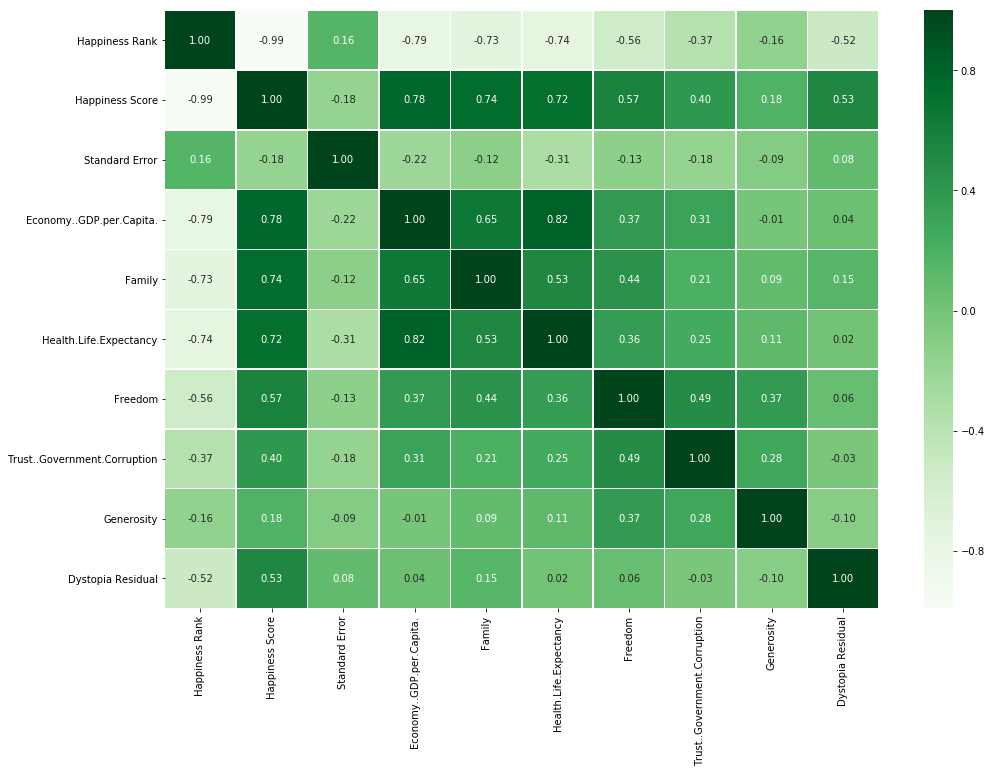 Happiness Rank 1.00 -0.99 0.16 -0.79 -0.73 -0.74 -0.56 -0.37 -0.16 -0.52
Happiness Score -0.99 1.00 -0.18 0.78 0.74 0.72 0.57 0.40 0.18 0.53
Standard Error 0.16 -0.18 1.00 -0.22 -0.12 -0.31 -0.13 -0.18 -0.09 0.08
Economy..GDP.per.Capita. -0.79 0.78 -0.22 1.00 0.65 0.82 0.37 0.31 -0.01 0.04
Family -0.73 0.74 -0.12 0.65 1.00 0.53 0.44 0.21 0.09 0.15
Health.Life.Expectancy -0.74 0.72 -0.31 0.82 0.53 1.00 0.36 0.25 0.11 0.02
Freedom -0.56 0.57 -0.13 0.37 0.44 0.36 1.00 0.49 0.37 0.06
Trust..Government.Corruption -0.37 0.40 -0.18 0.31 0.21 0.25 0.49 1.00 0.28 -0.03
Generosity -0.16 0.18 -0.09 -0.01 0.09 0.11 0.37 0.28 1.00 -0.10
Dystopia Residual -0.52 0.53 0.08 0.04 0.15 0.02 0.06 -0.03 -0.10 1.00
Happiness Rank
Happiness Score
Standard Error
Economy..GDP.per.Capita.
Family
Health.Life.Expectancy
Freedom
Trust..Government.Corruption
Generosity
Dystopia Residual
0.8
0.4
0.0
−0.4
−0.8